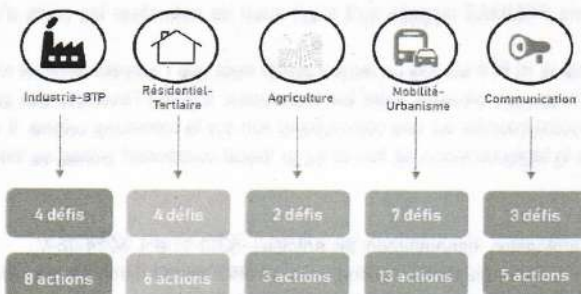 Industrie-BTP
Résidentiel-
Tertiaire
Agriculture
Mobilité-
Urbanisme
Communication
4 défis
4 défis
2 défis
7 défis
3 défis
8 actions
6 actions
3 actions
13 actions
5 actions